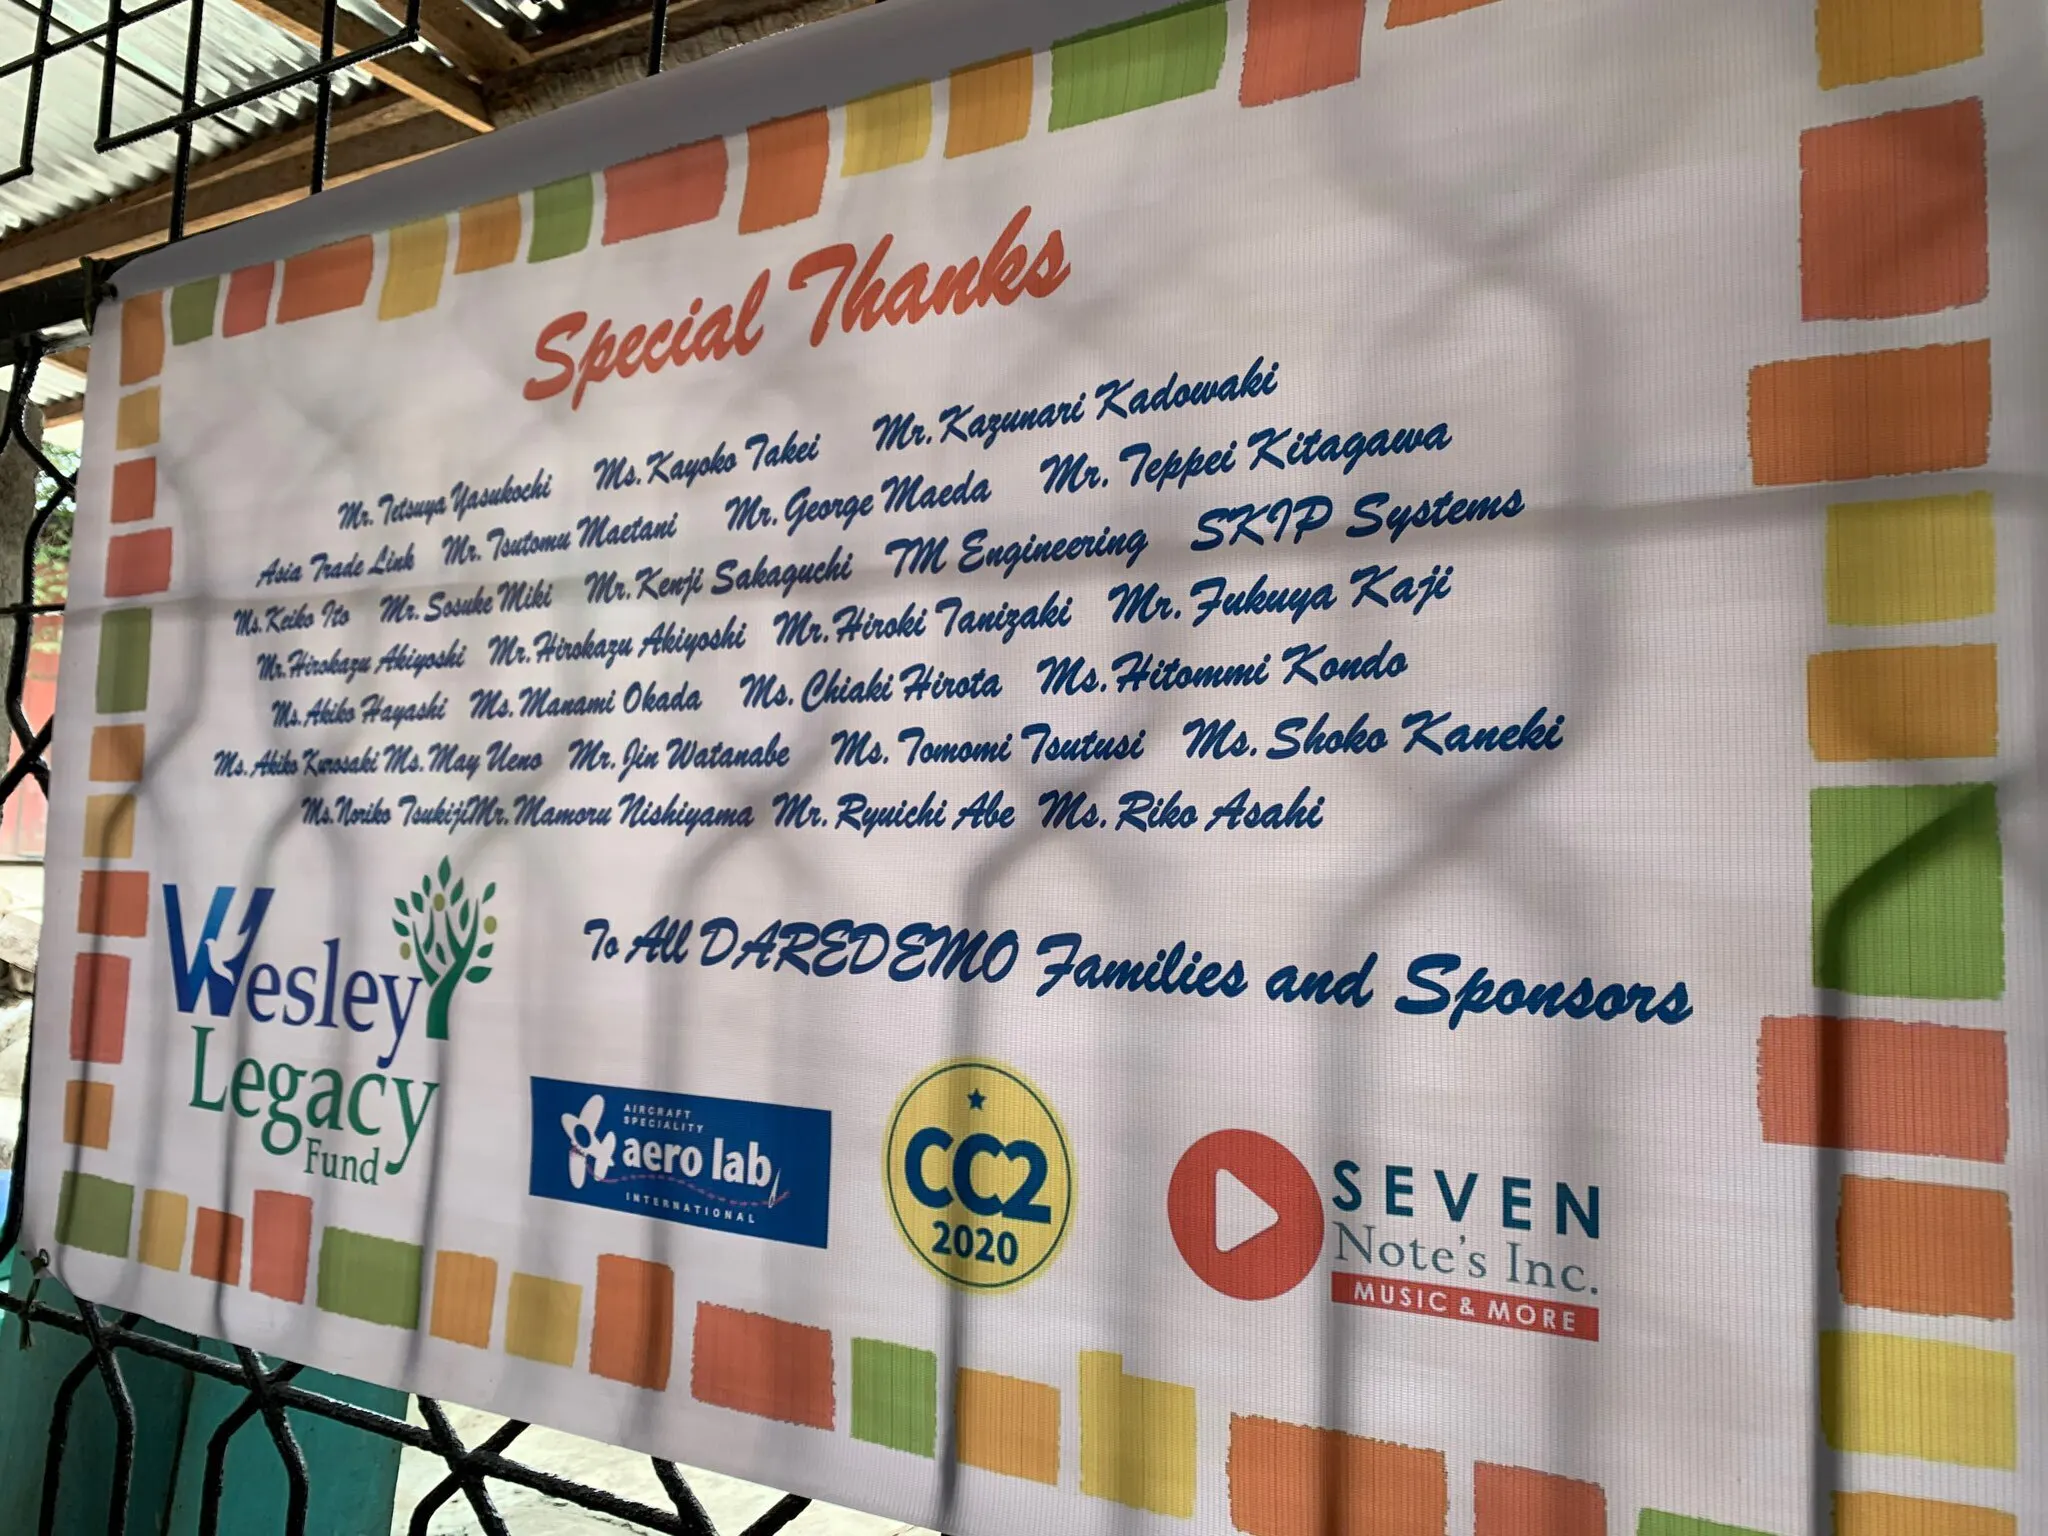 Special Thanks
Mr. Tetsuya Yasukochi Ms. Kayoko Takei Mr. Kazunari Kadowaki
Asia Trade Link Mr. Tsutomu Maetani Mr. George Maeda Mr. Teppei Kitagawa
Ms. Keiko Ito Mr. Sosuke Miki Mr. Kenji Sakaguchi TM Engineering SKIP Systems
Mr. Hirokazu Akiyoshi Mr. Hirokazu Akiyoshi Mr. Hiroki Tanizaki Mr. Fukuya Kaji
Ms. Akiko Hayashi Ms. Manami Okada Ms. Chiaki Hirota Ms. Hitommi Kondo
Ms. Akiko Kurosaki Ms. May Ueno Mr. Jin Watanabe Ms. Tomomi Tsutusi Ms. Shoko Kaneki
Ms. Noriko Tsukiji Mr. Mamoru Nishiyama Mr. Ryuichi Abe Ms. Riko Asahi
To All DAREDEMO Families and Sponsors
Wesley
Legacy
Fund
AIRCRAFT
SPECIALITY
aero lab
INTERNATIONAL
CC2
2020
SEVEN
Note's Inc.
MUSIC & MORE